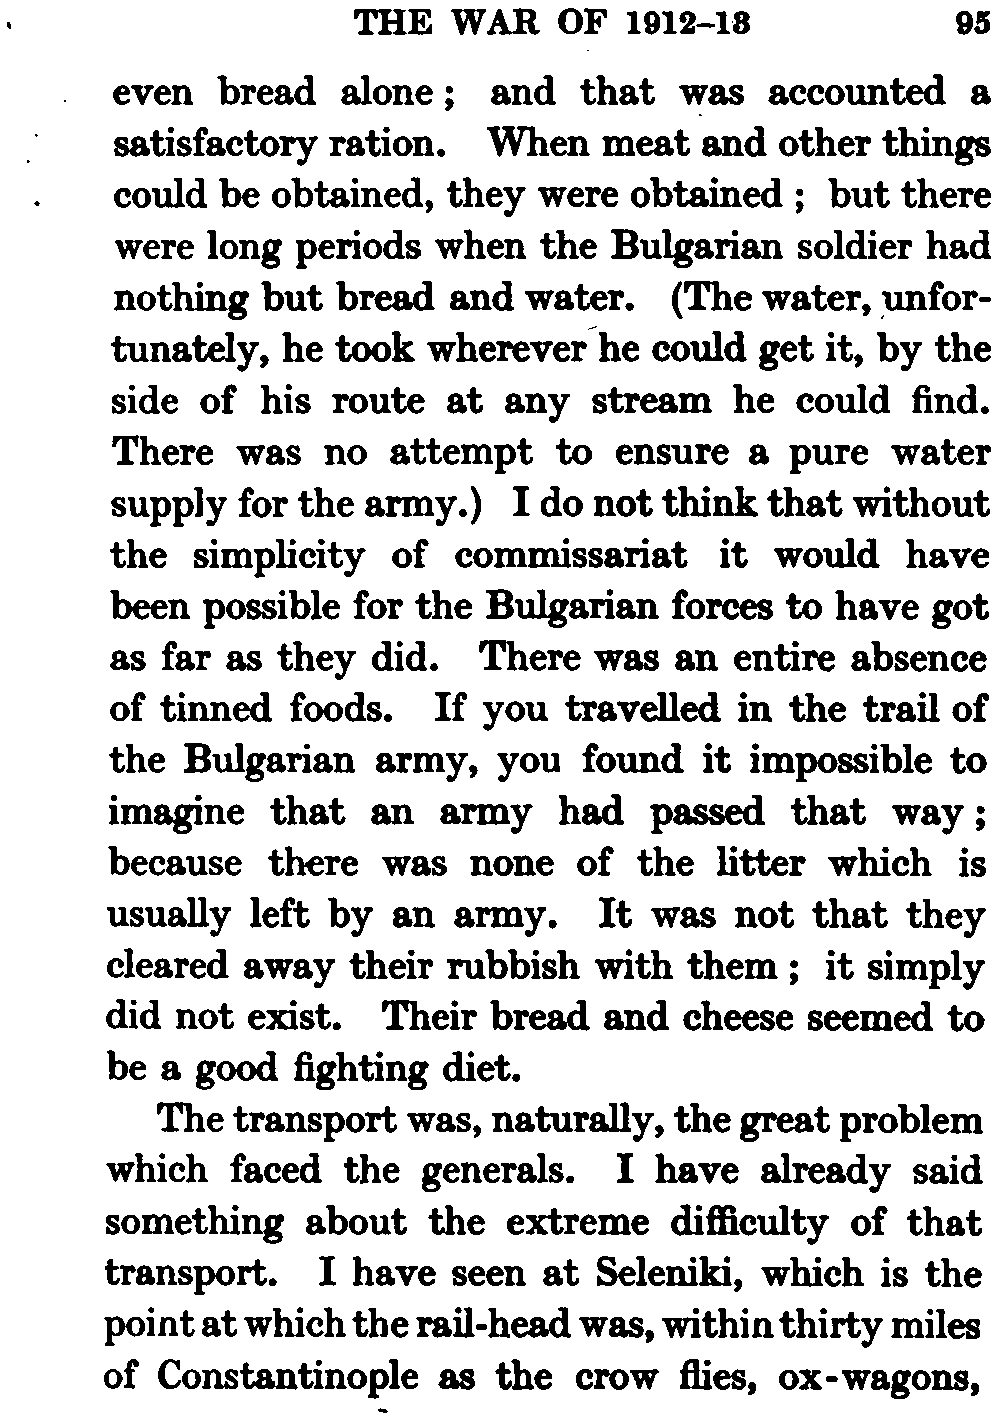 THE WAR OF 1912–13 95
even bread alone; and that was accounted a
satisfactory ration. When meat and other things
could be obtained, they were obtained; but there
were long periods when the Bulgarian soldier had
nothing but bread and water. (The water, unfor-
tunately, he took wherever he could get it, by the
side of his route at any stream he could find.
There was no attempt to ensure a pure water
supply for the army.) I do not think that without
the simplicity of commissariat it would have
been possible for the Bulgarian forces to have got
as far as they did. There was an entire absence
of tinned foods. If you travelled in the trail of
the Bulgarian army, you found it impossible to
imagine that an army had passed that way;
because there was none of the litter which is
usually left by an army. It was not that they
cleared away their rubbish with them; it simply
did not exist. Their bread and cheese seemed to
be a good fighting diet.
The transport was, naturally, the great problem
which faced the generals. I have already said
something about the extreme difficulty of that
transport. I have seen at Seleniki, which is the
point at which the rail-head was, within thirty miles
of Constantinople as the crow flies, ox-wagons,